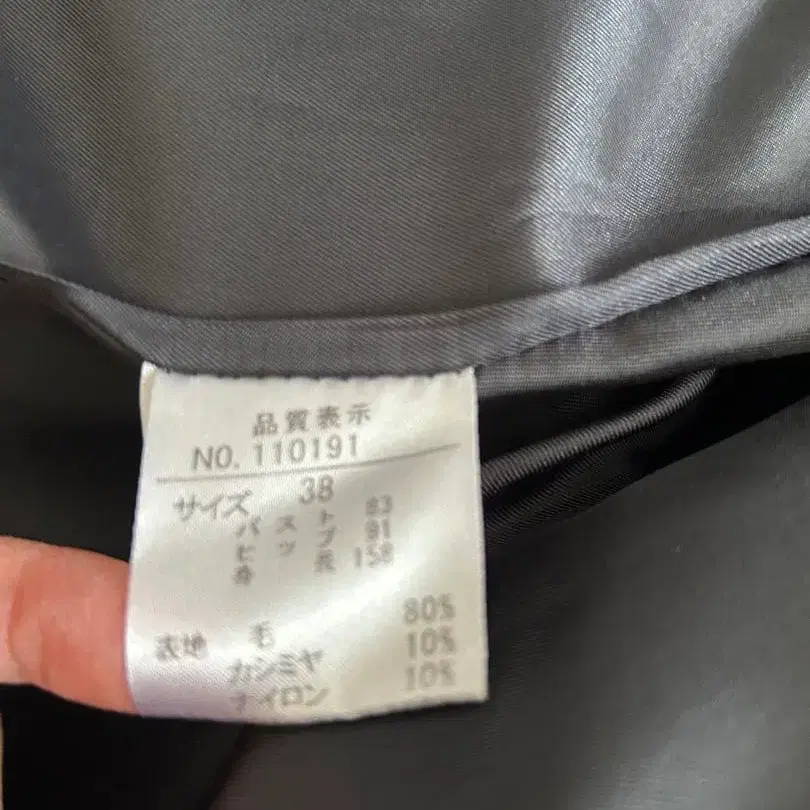 品質表示
NO. 110191
サイズ 38
バスト 83
ヒップ 91
身丈 158
表地 毛 80%
カシミヤ 10%
ナイロン 10%